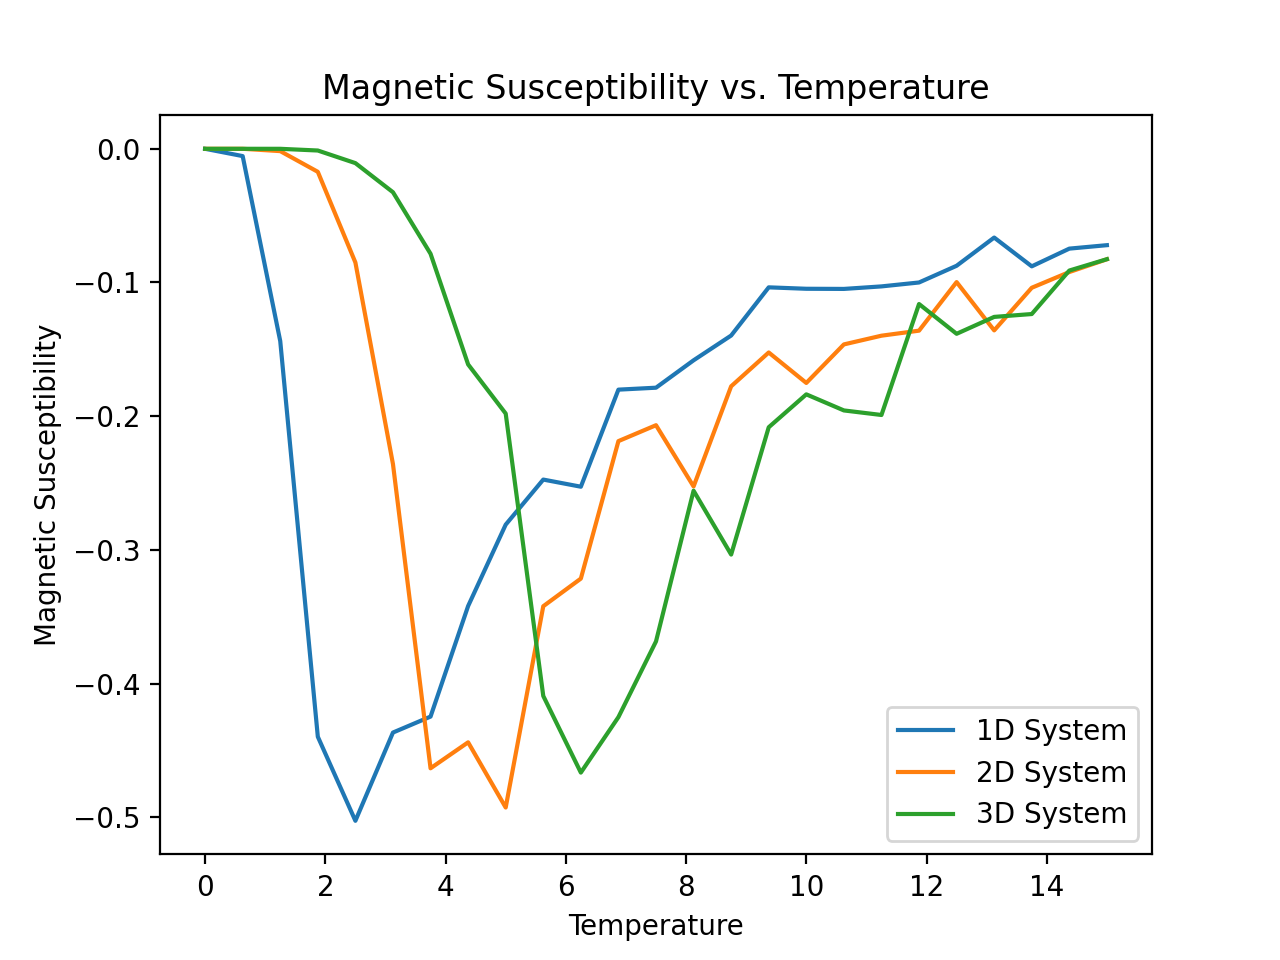 Magnetic Susceptibility vs. Temperature
0.0
−0.1
−0.2
−0.3
−0.4
−0.5
Magnetic Susceptibility
1D System
2D System
3D System
0 2 4 6 8 10 12 14
Temperature